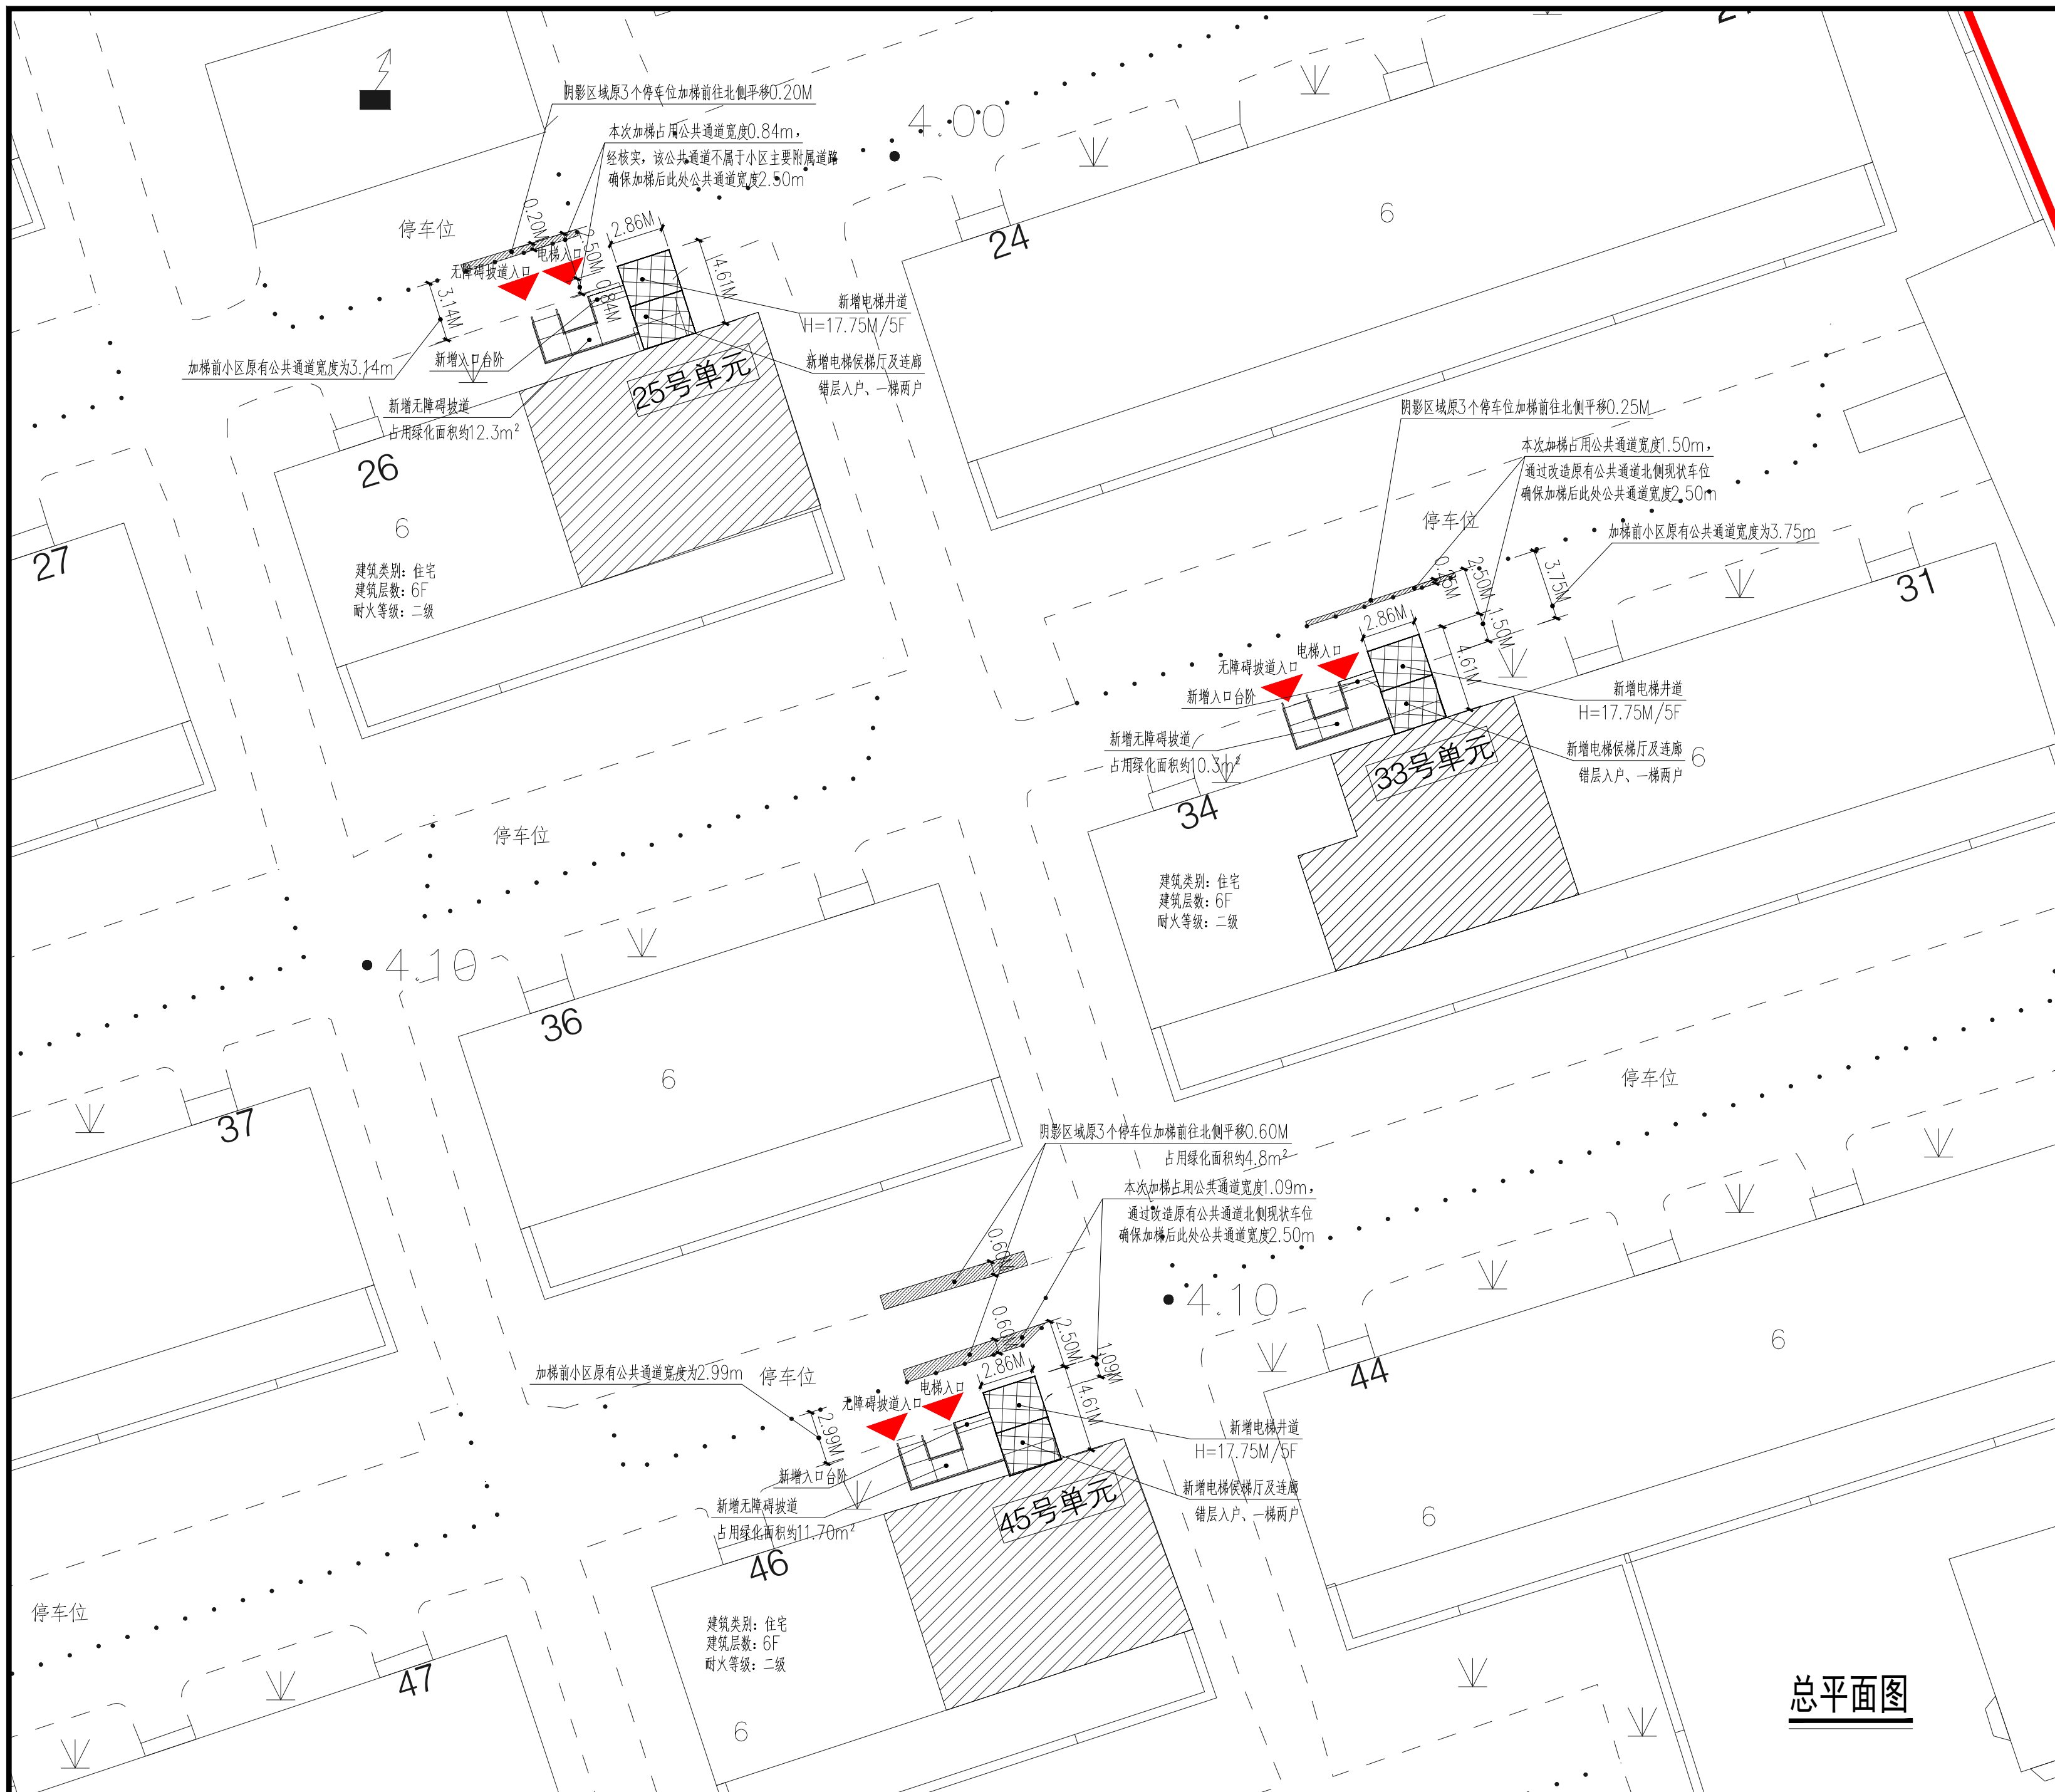 阴影区域原3个停车位加梯前往北侧平移0.20M
本次加梯占用公共通道宽度0.84m，
经核实，该公共通道不属于小区主要附属道路
确保加梯后此处公共通道宽度2.50m
4.00
停车位
0.20M
2.50M
0.84M
2.86M
4.61M
3.14M
无障碍坡道入口
电梯入口
新增电梯井道
H=17.75M/5F
新增电梯侯梯厅及连廊
错层入户、一梯两户
加梯前小区原有公共通道宽度为3.14m
新增入口台阶
新增无障碍坡道
占用绿化面积约12.3m²
25号单元
24
6
26
6
27
建筑类别：住宅
建筑层数：6F
耐火等级：二级
阴影区域原3个停车位加梯前往北侧平移0.25M
本次加梯占用公共通道宽度1.50m，
通过改造原有公共通道北侧现状车位
确保加梯后此处公共通道宽度2.50m
加梯前小区原有公共通道宽度为3.75m
停车位
0.25M
2.50M
1.50M
3.75M
2.86M
4.61M
31
电梯入口
无障碍坡道入口
新增入口台阶
新增无障碍坡道
占用绿化面积约10.3m²
新增电梯井道
H=17.75M/5F
新增电梯侯梯厅及连廊
错层入户、一梯两户
6
33号单元
34
建筑类别：住宅
建筑层数：6F
耐火等级：二级
停车位
4.10
36
6
37
停车位
阴影区域原3个停车位加梯前往北侧平移0.60M
占用绿化面积约4.8m²
本次加梯占用公共通道宽度1.09m，
通过改造原有公共通道北侧现状车位
确保加梯后此处公共通道宽度2.50m
4.10
0.60M
0.60M
2.50M
1.09M
2.86M
4.61M
2.99M
加梯前小区原有公共通道宽度为2.99m
停车位
电梯入口
无障碍坡道入口
新增入口台阶
新增无障碍坡道
占用绿化面积约11.70m²
新增电梯井道
H=17.75M/5F
新增电梯侯梯厅及连廊
错层入户、一梯两户
45号单元
44
6
6
46
建筑类别：住宅
建筑层数：6F
耐火等级：二级
6
停车位
47
总平面图